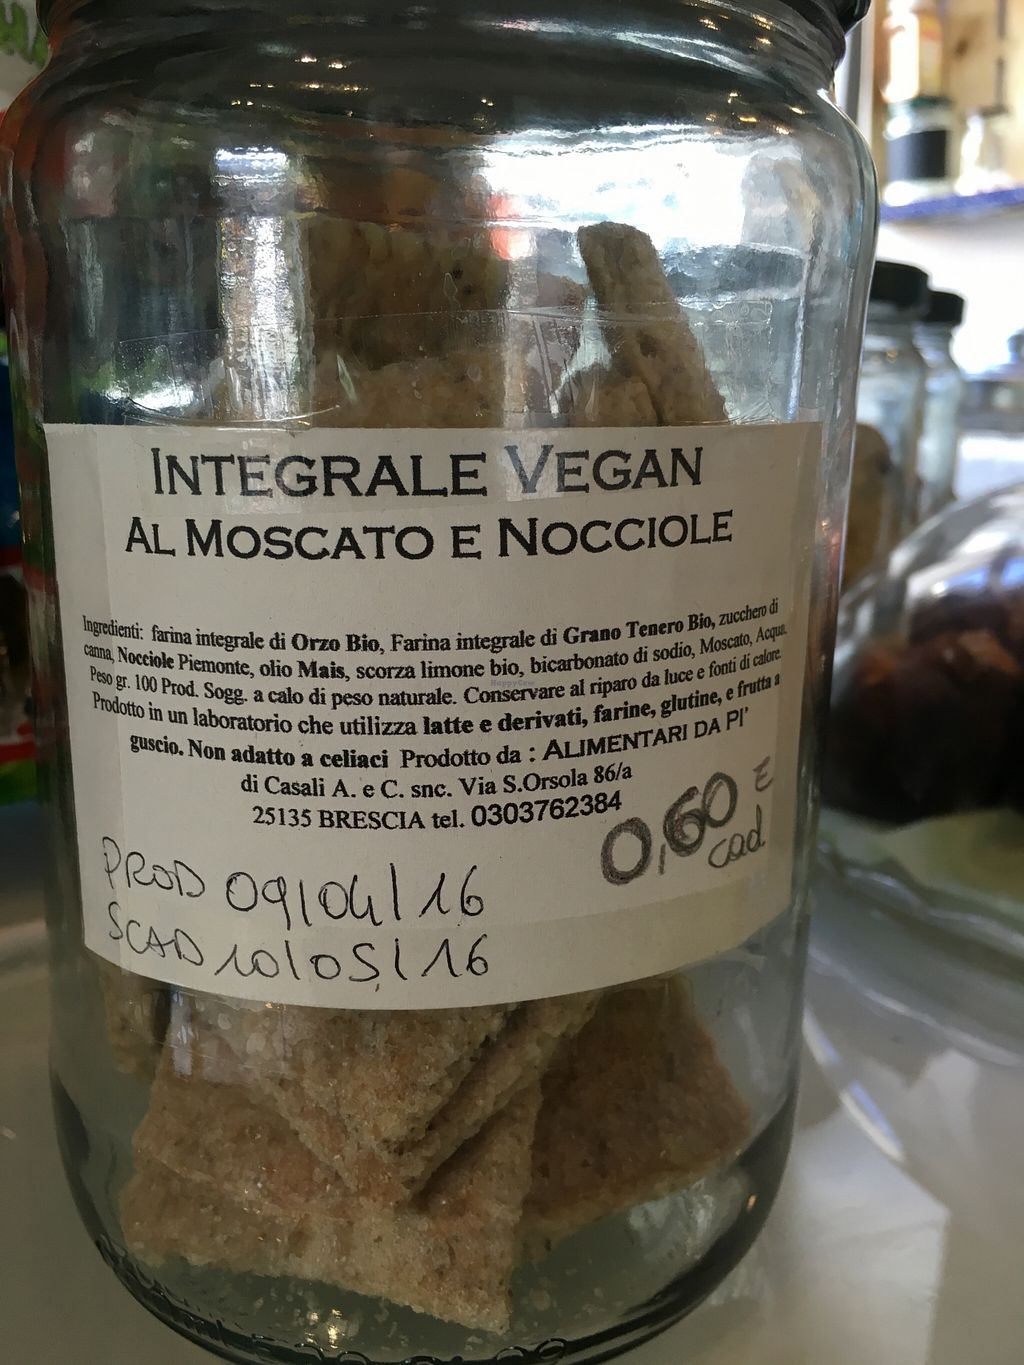 INTEGRALE VEGAN
AL MOSCATO E NOCCIOLE
Ingredienti: farina integrale di Orzo Bio, Farina integrale di Grano Tenero Bio, zucchero di
canna, Nocciole Piemonte, olio Mais, scorza limone bio, bicarbonato di sodio, Moscato, Acqua.
Peso gr. 100 Prod. Sogg. a calo di peso naturale. Conservare al riparo da luce e fonti di calore.
Prodotto in un laboratorio che utilizza latte e derivati, farine, glutine, e frutta a
guscio. Non adatto a celiaci Prodotto da : ALIMENTARI DA PI'
di Casali A. e C. snc. Via S.Orsola 86/a
25135 BRESCIA tel. 0303762384
0,60 E
cad
PROD 09/04/16
SCAD 10/05/16